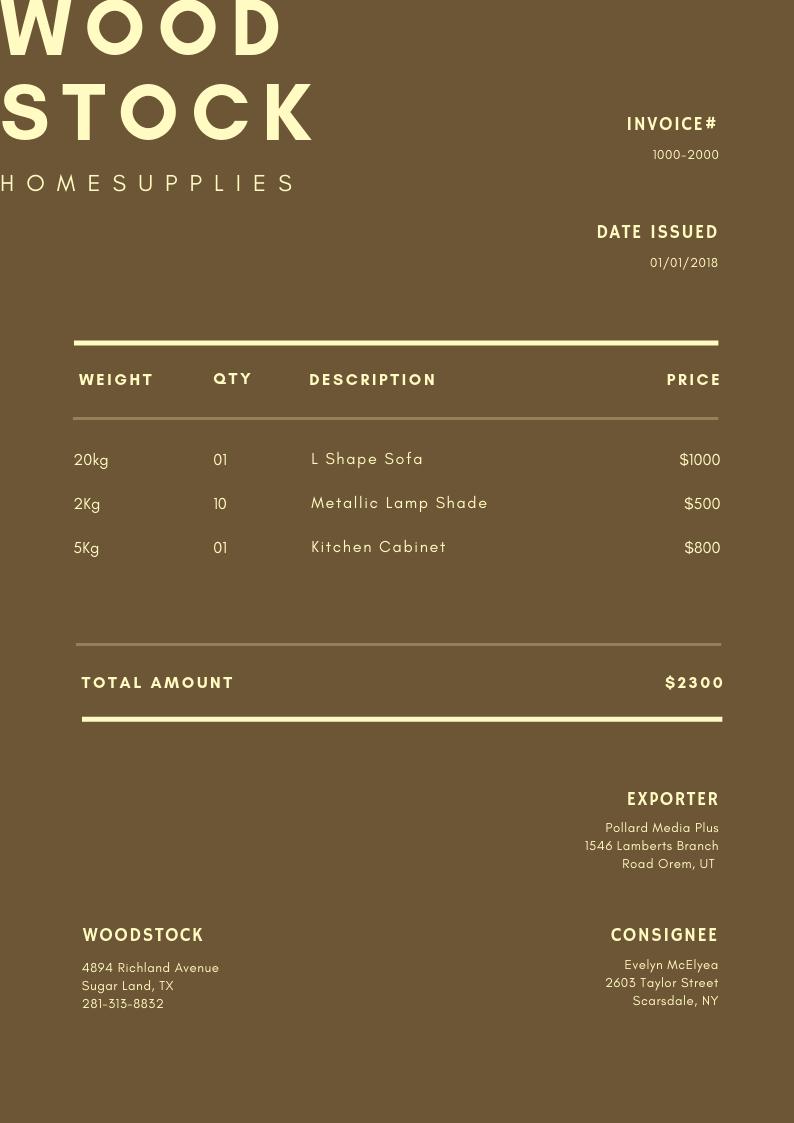 WOOD
STOCK
HOMESUPPLIES
INVOICE#
1000-2000
DATE ISSUED
01/01/2018
WEIGHT QTY DESCRIPTION PRICE
20kg 01 L Shape Sofa $1000
2Kg 10 Metallic Lamp Shade $500
5Kg 01 Kitchen Cabinet $800
TOTAL AMOUNT $2300
EXPORTER
Pollard Media Plus
1546 Lamberts Branch
Road Orem, UT
WOODSTOCK
4894 Richland Avenue
Sugar Land, TX
281-313-8832
CONSIGNEE
Evelyn McElyea
2603 Taylor Street
Scarsdale, NY